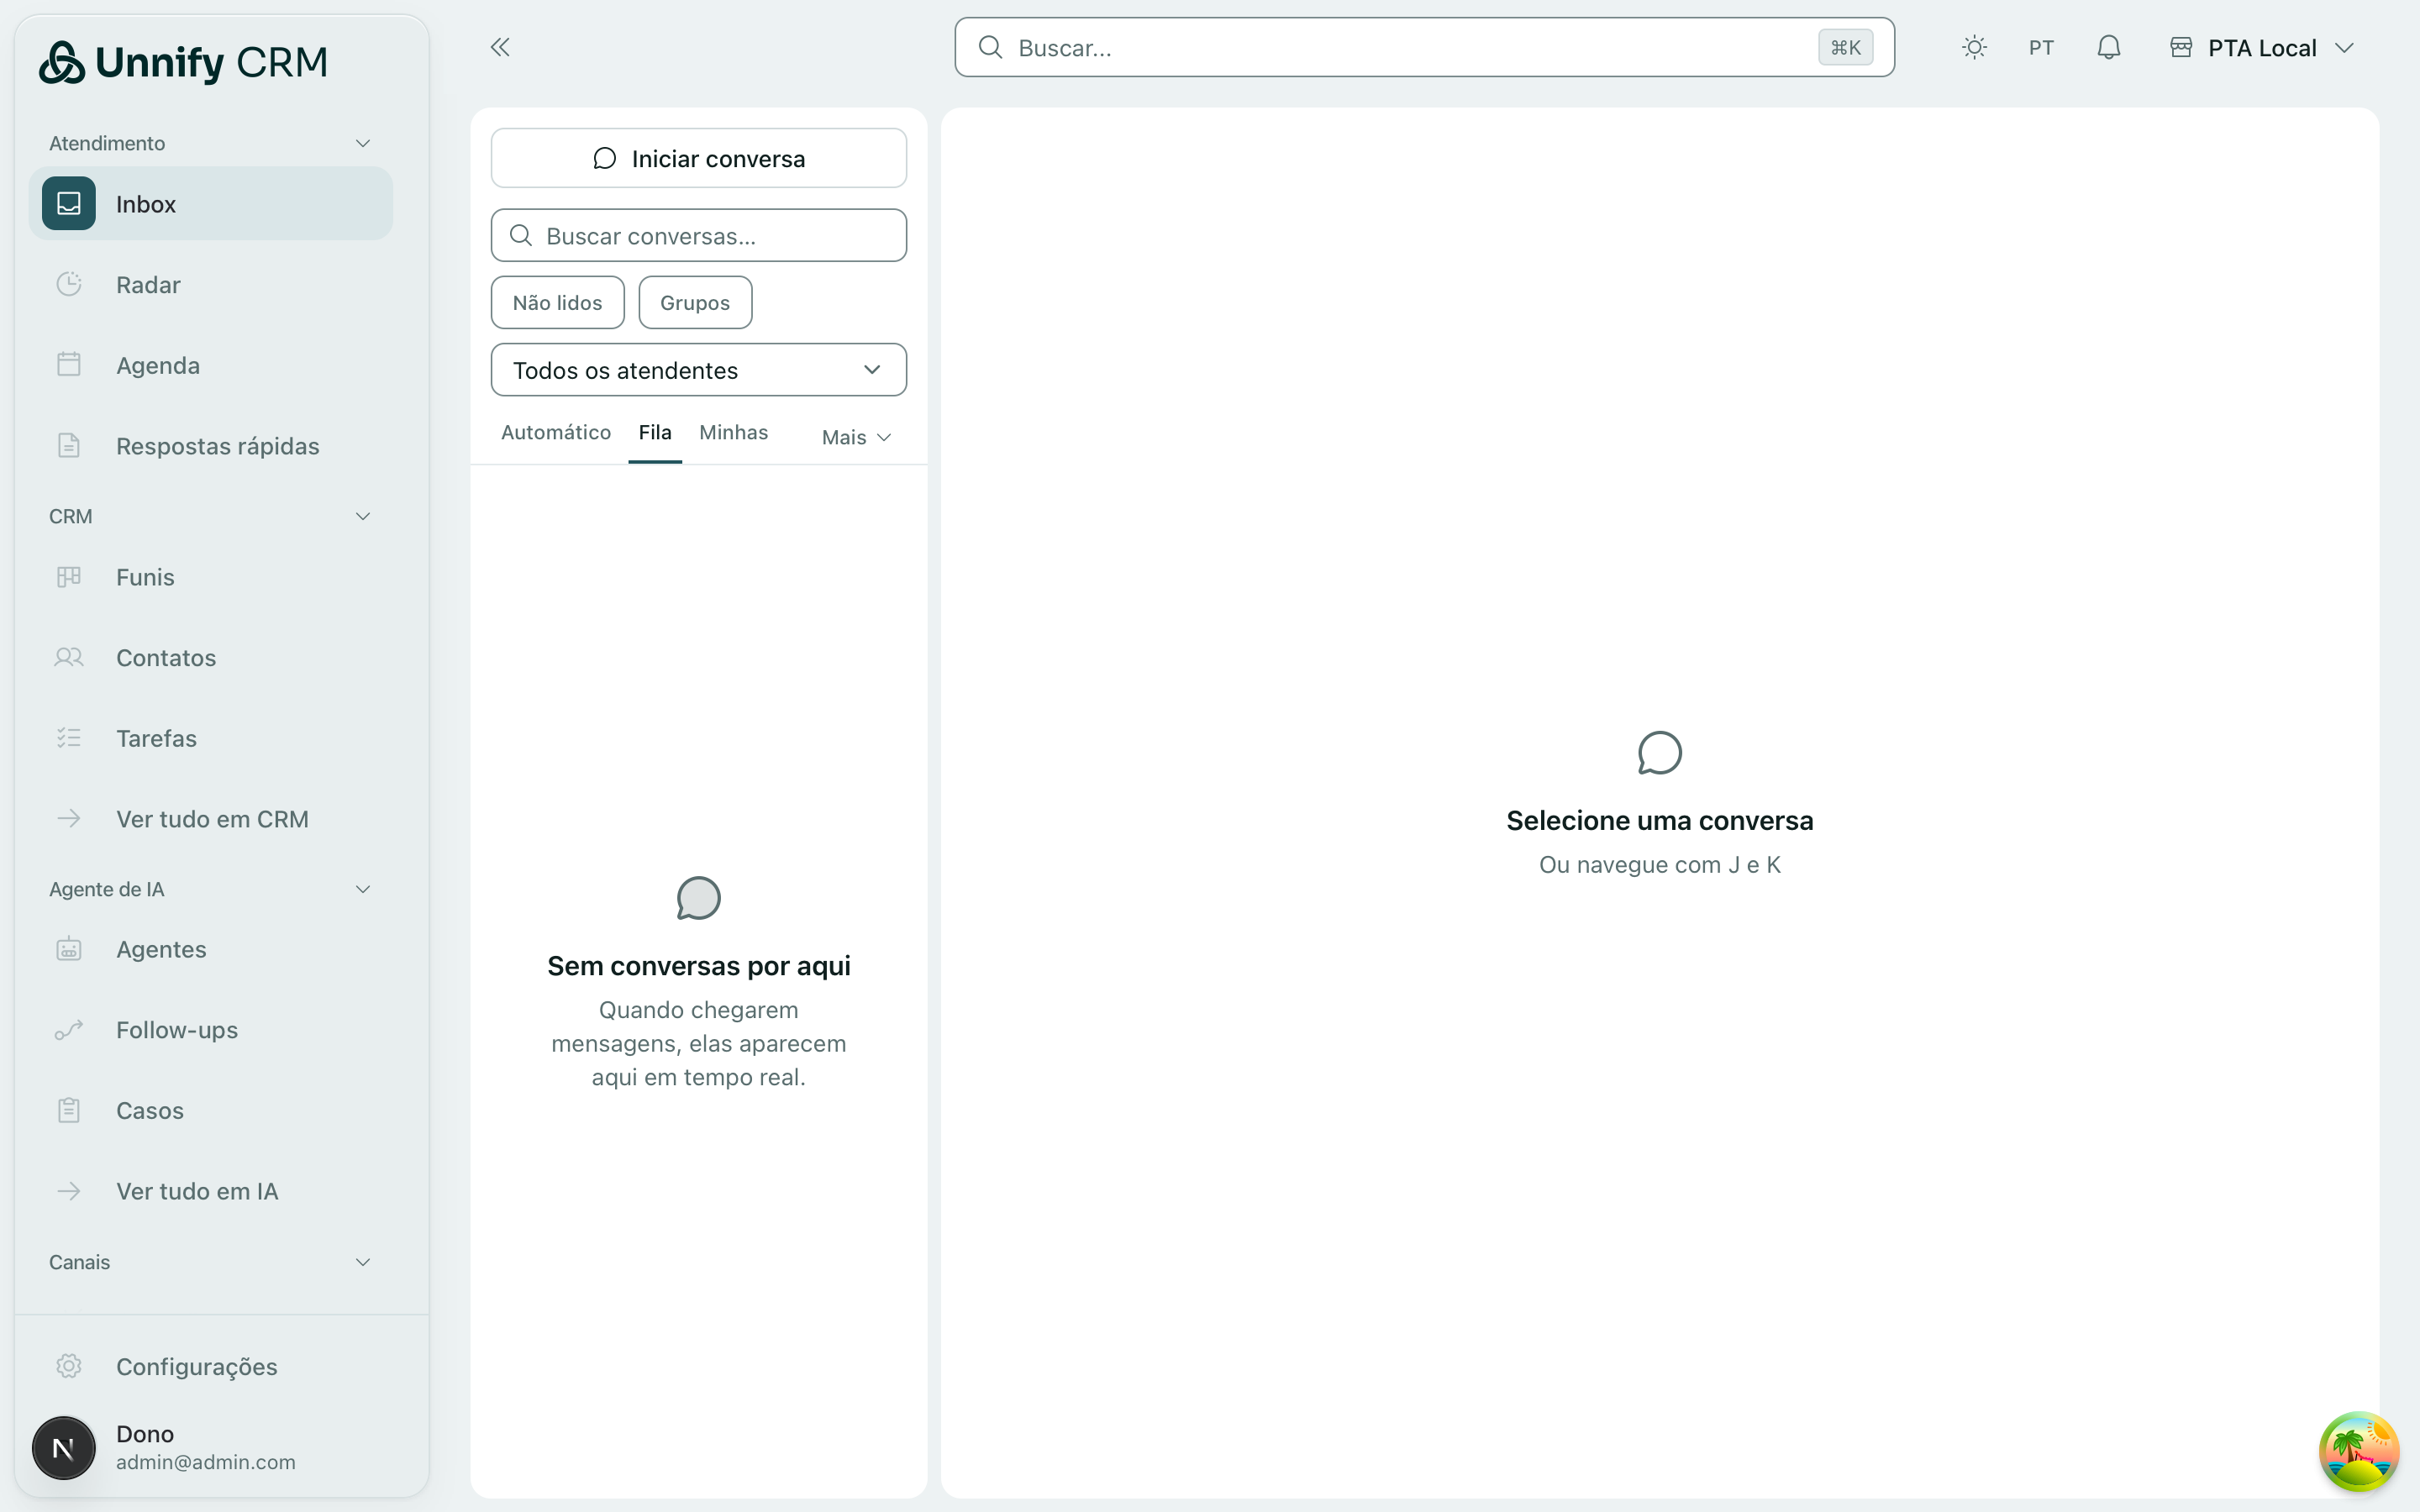 Unnify CRM
Buscar...
⌘K
PT
PTA Local
Atendimento
Inbox
Radar
Agenda
Respostas rápidas
CRM
Funis
Contatos
Tarefas
Ver tudo em CRM
Agente de IA
Agentes
Follow-ups
Casos
Ver tudo em IA
Canais
Configurações
N
Dono
admin@admin.com
Iniciar conversa
Buscar conversas...
Não lidos
Grupos
Todos os atendentes
Automático
Fila
Minhas
Mais
Sem conversas por aqui
Quando chegarem
mensagens, elas aparecem
aqui em tempo real.
Selecione uma conversa
Ou navegue com J e K